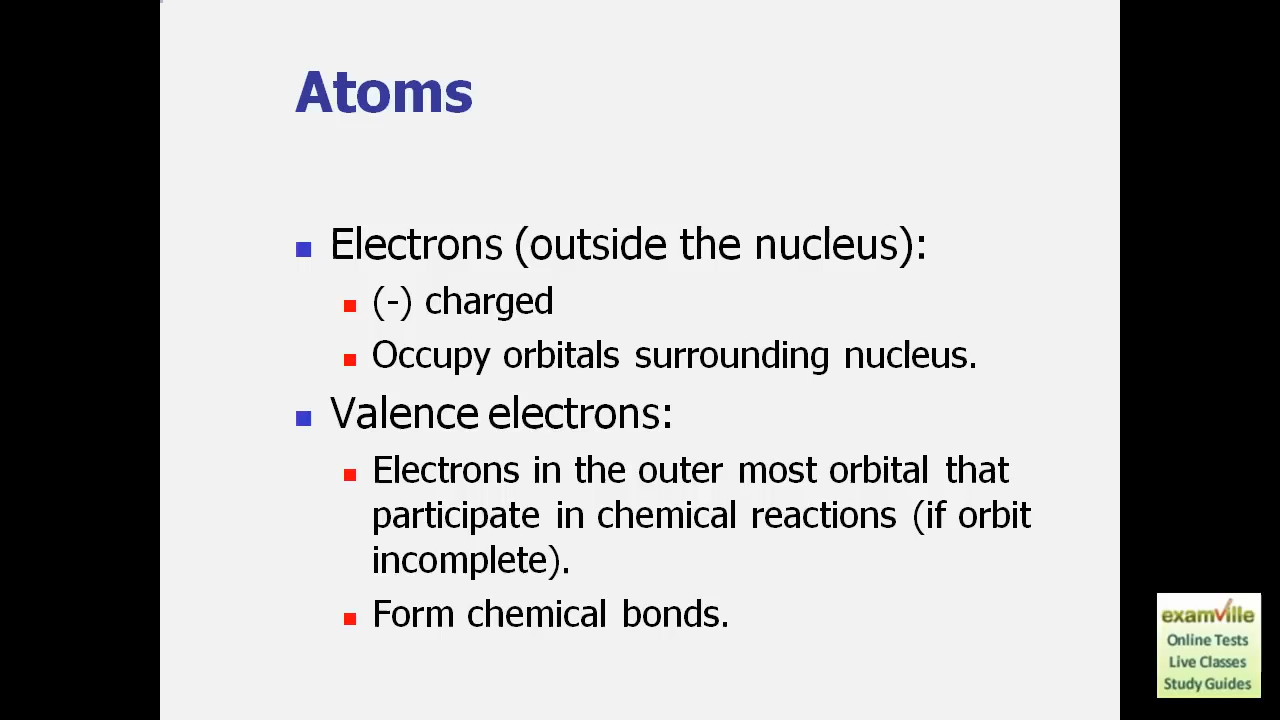 Atoms
Electrons (outside the nucleus):
(-) charged
Occupy orbitals surrounding nucleus.
Valence electrons:
Electrons in the outer most orbital that
participate in chemical reactions (if orbit
incomplete).
Form chemical bonds.
examville
Online Tests
Live Classes
Study Guides